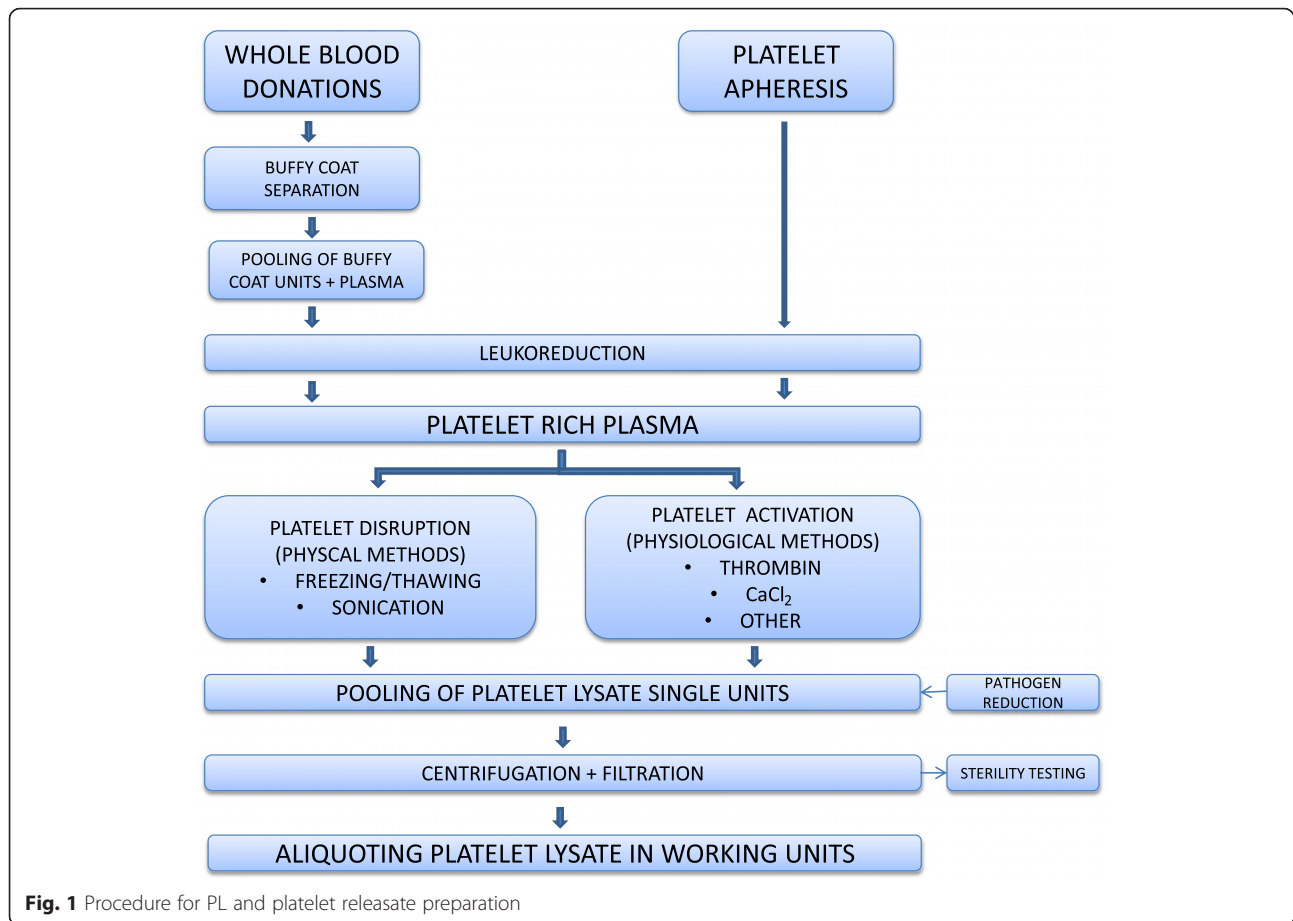 WHOLE BLOOD
DONATIONS
PLATELET
APHERESIS
BUFFY COAT
SEPARATION
POOLING OF BUFFY
COAT UNITS + PLASMA
LEUKOREDUCTION
PLATELET RICH PLASMA
PLATELET DISRUPTION
(PHYSCAL METHODS)
• FREEZING/THAWING
• SONICATION
PLATELET ACTIVATION
(PHYSIOLOGICAL METHODS)
• THROMBIN
• CaCl₂
• OTHER
POOLING OF PLATELET LYSATE SINGLE UNITS
PATHOGEN
REDUCTION
CENTRIFUGATION + FILTRATION
STERILITY TESTING
ALIQUOTING PLATELET LYSATE IN WORKING UNITS
Fig. 1 Procedure for PL and platelet releasate preparation